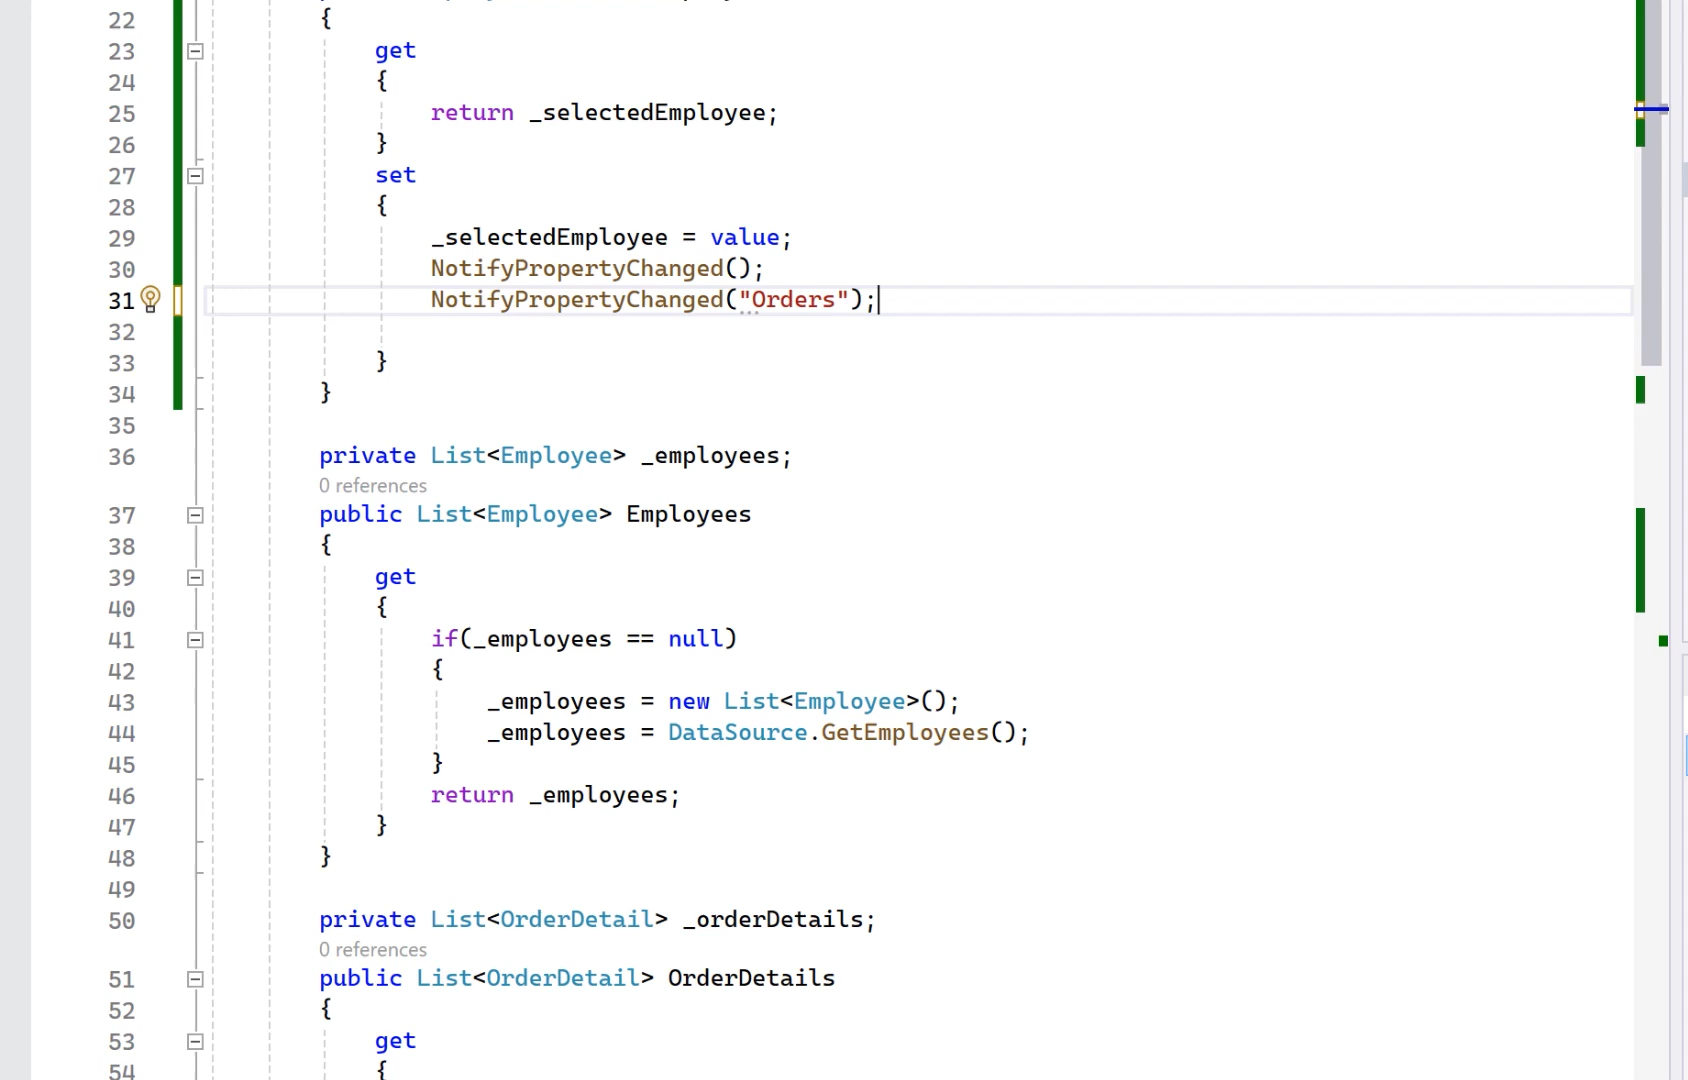 22 {
23 get
24 {
25 return _selectedEmployee;
26 }
27 set
28 {
29 _selectedEmployee = value;
30 NotifyPropertyChanged();
31 NotifyPropertyChanged("Orders");
32
33 }
34 }
35
36 private List<Employee> _employees;
0 references
37 public List<Employee> Employees
38 {
39 get
40 {
41 if(_employees == null)
42 {
43 _employees = new List<Employee>();
44 _employees = DataSource.GetEmployees();
45 }
46 return _employees;
47 }
48 }
49
50 private List<OrderDetail> _orderDetails;
0 references
51 public List<OrderDetail> OrderDetails
52 {
53 get
54 {